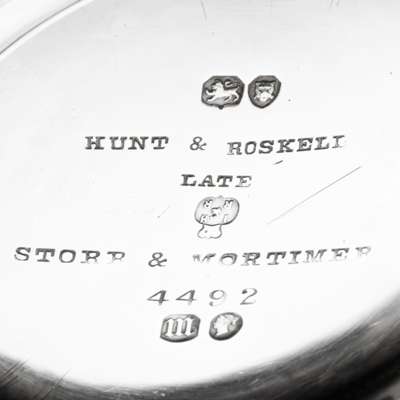 HUNT & ROSKELL
LATE
STORR & MORTIMER
4492
m